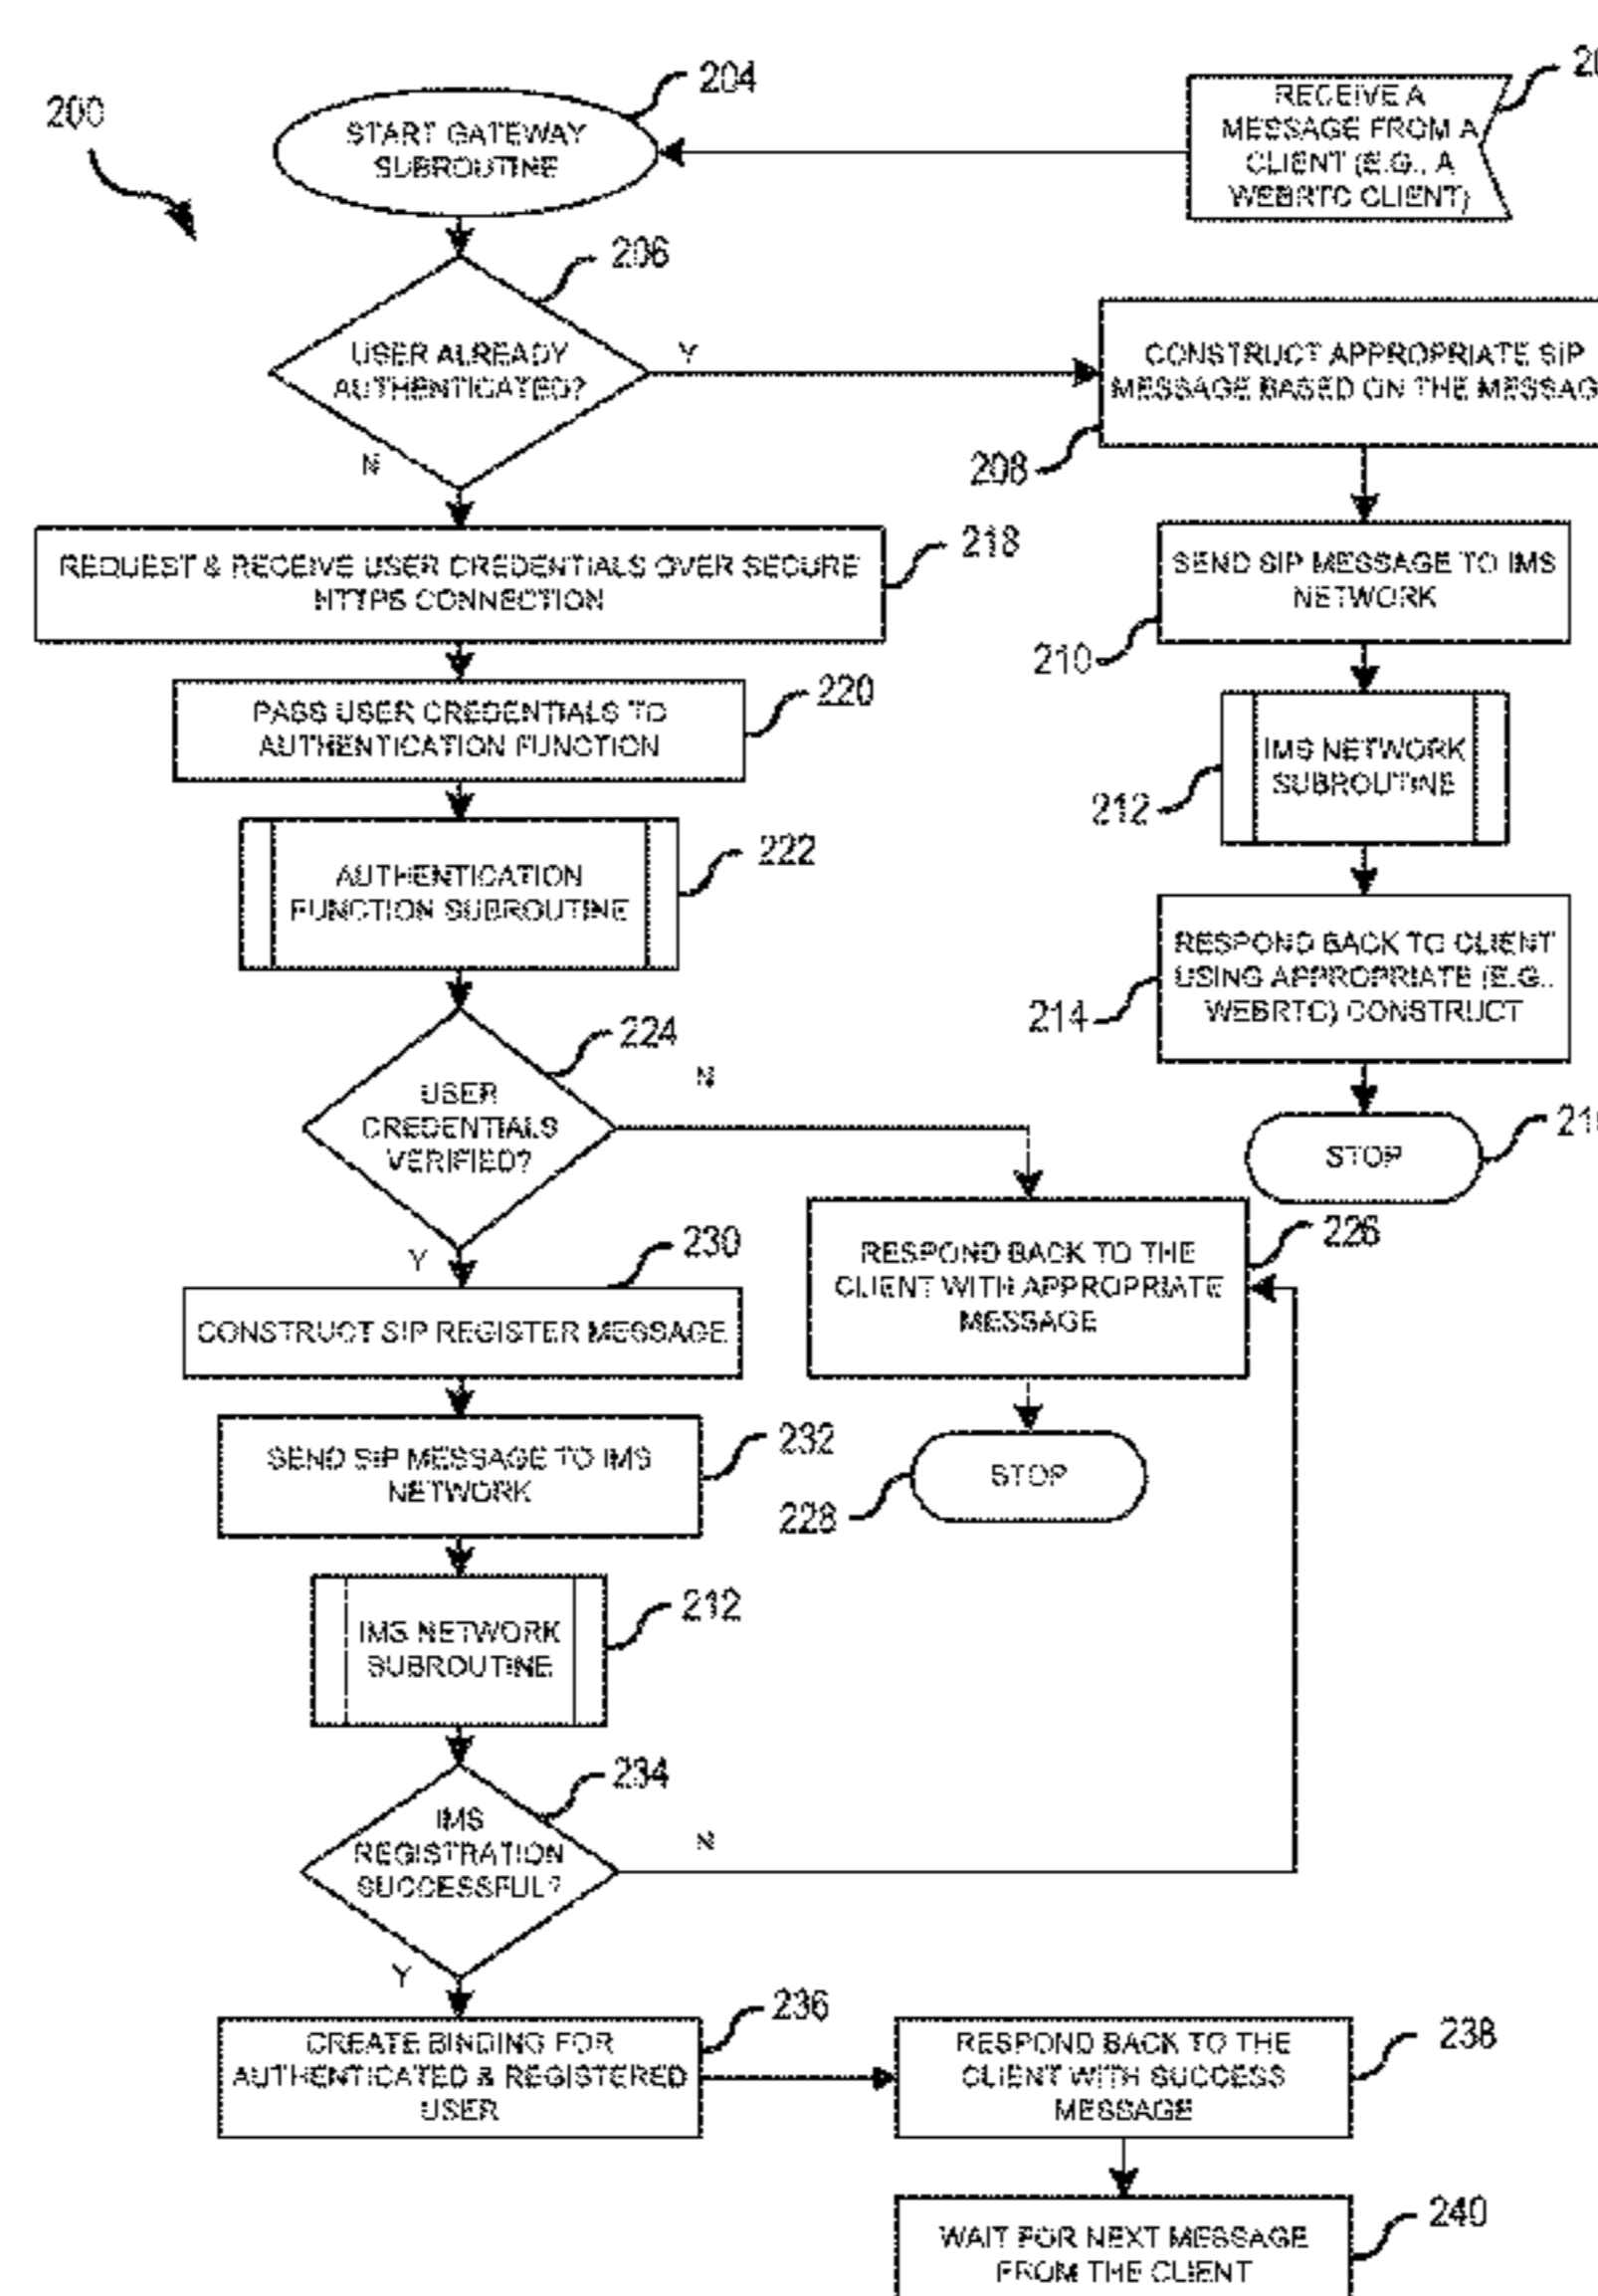 200
204
START GATEWAY
SUBROUTINE
RECEIVE A
MESSAGE FROM A
CLIENT (E.G., A
WEBRTC CLIENT)
206
USER ALREADY
AUTHENTICATED?
Y
N
CONSTRUCT APPROPRIATE SIP
MESSAGE BASED ON THE
208
218
REQUEST & RECEIVE USER CREDENTIALS OVER SECURE
HTTPS CONNECTION
SEND SIP MESSAGE TO IMS
NETWORK
210
220
PASS USER CREDENTIALS TO
AUTHENTICATION FUNCTION
IMS NETWORK
SUBROUTINE
212
222
AUTHENTICATION
FUNCTION SUBROUTINE
RESPOND BACK TO CLIENT
USING APPROPRIATE (E.G.,
WEBRTC) CONSTRUCT
214
224
USER
CREDENTIALS
VERIFIED?
N
Y
STOP
226
RESPOND BACK TO THE
CLIENT WITH APPROPRIATE
MESSAGE
230
CONSTRUCT SIP REGISTER MESSAGE
232
SEND SIP MESSAGE TO IMS
NETWORK
STOP
228
212
IMS NETWORK
SUBROUTINE
234
IMS
REGISTRATION
SUCCESSFUL?
N
Y
236
CREATE BINDING FOR
AUTHENTICATED & REGISTERED
USER
238
RESPOND BACK TO THE
CLIENT WITH SUCCESS
MESSAGE
240
WAIT FOR NEXT MESSAGE
FROM THE CLIENT